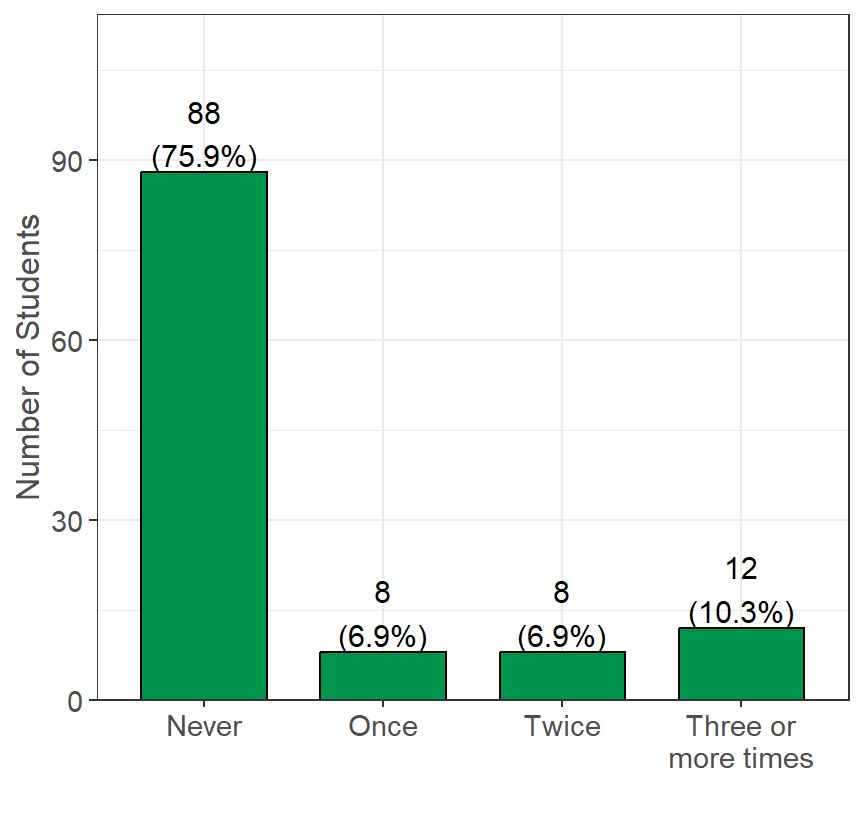 88
(75.9%)
90
Number of Students
60
30
12
(10.3%)
8
(6.9%)
8
(6.9%)
0
Never
Once
Twice
Three or
more times